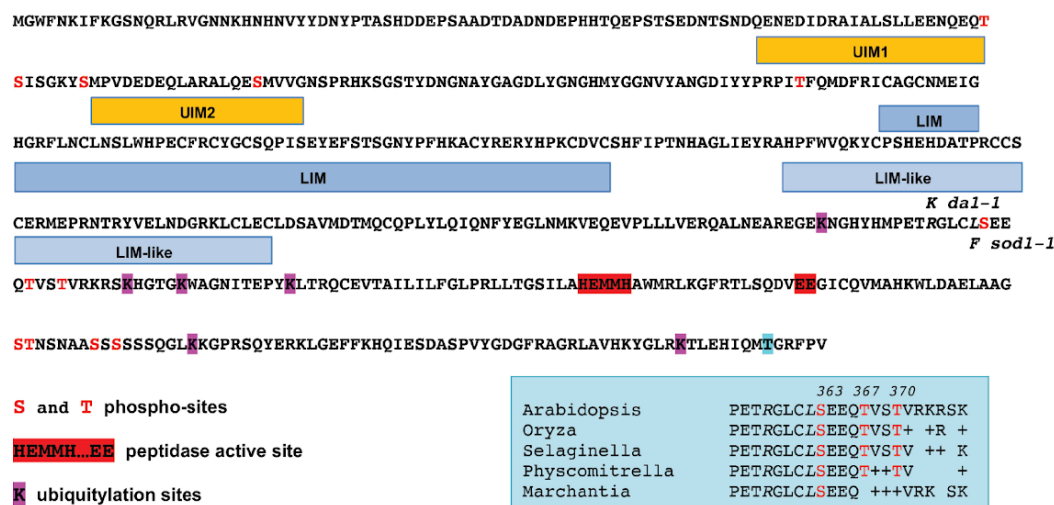 MGWFNKIFKGSNQRLRVGNNKHNHNVYYDNYPTASHDDEPSAADTDADNDEPHHTQEPSTSEDNTSNDQENEDIDRAIALSLLEENQEQT
UIM1
SISGKYSMPVDEDEQLARALQESMVVGNSPRHKSGSTYDNGNAYGAGDLYGNGHMYGGNVYANGDIYYPRPITFQMDFRICAGCNMEIG
UIM2
LIM
HGRFLNCLNSLWHPECFRCYGCSQPISEYEFSTSGNYPFHKACYRERYHPKCDVCSHFIPTNHAGLIEYRAHPFWVQKYCPSHEHDATPRCCS
LIM
LIM-like
K da1-1
CERMEPRNTRYVELNDGRKLCLECLDSAVMDTMQCQPLYLQIQNFYEGLNMKVEQEVPLLLVERQALNEAREGEKNGHYHMPETRGLCLSEE
LIM-like
F sod1-1
QTVSTVRKRSKHGTGKWAGNITEPYKLTRQCEVTAILILFGLPRLLTGSILAHEMMHAWMRLKGFRTLSQDVEEGICQVMAHKWLDAELAAG
STNSNAASSSSSSQGLKKGPRSQYERKLGEFFKHQIESDASPVYGDGFRAGRLAVHKYGLRKTLEHIQMTGRFPV
S and T phospho-sites
HEMMH...EE peptidase active site
K ubiquitylation sites
363 367 370
Arabidopsis PETRGLCLSEEQTVSTVRKRSK
Oryza PETRGLCLSEEQTVST+ +R +
Selaginella PETRGLCLSEEQTVSTV ++ K
Physcomitrella PETRGLCLSEEQT++TV +
Marchantia PETRGLCLSEEQ +++VRK SK